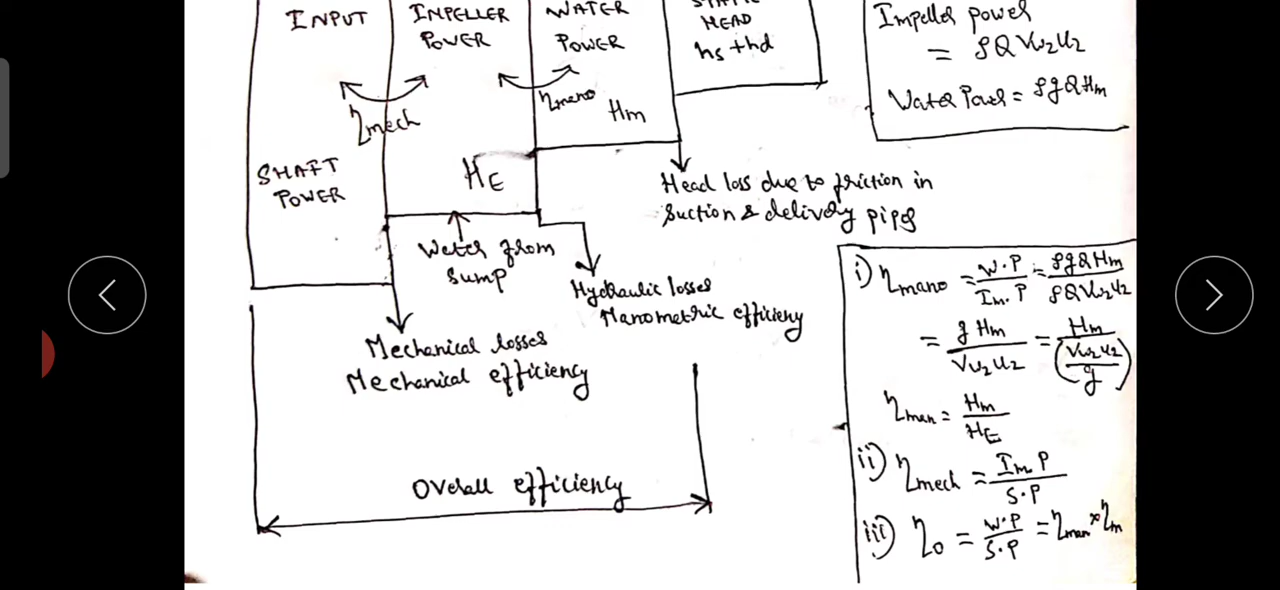 INPUT
IMPELLER
POWER
WATER
POWER
HEAD
hs + hd
ηmech
ηmano
Hm
SHAFT
POWER
HE
Water from
sump
Head loss due to friction in
suction & delivery pipes
Hydraulic losses
Manometric efficiency
Mechanical losses
Mechanical efficiency
Overall efficiency
Impeller power
= ρQVw₂u₂
Water Power = ρgQHm
i) ηmano = W.P/Im.P = ρgQHm/ρQVw₂u₂
= gHm/Vw₂u₂ = Hm/(Vw₂u₂/g)
ηman = Hm/HE
ii) ηmech = Im.P/S.P
iii) η₀ = W.P/S.P = ηman × ηm